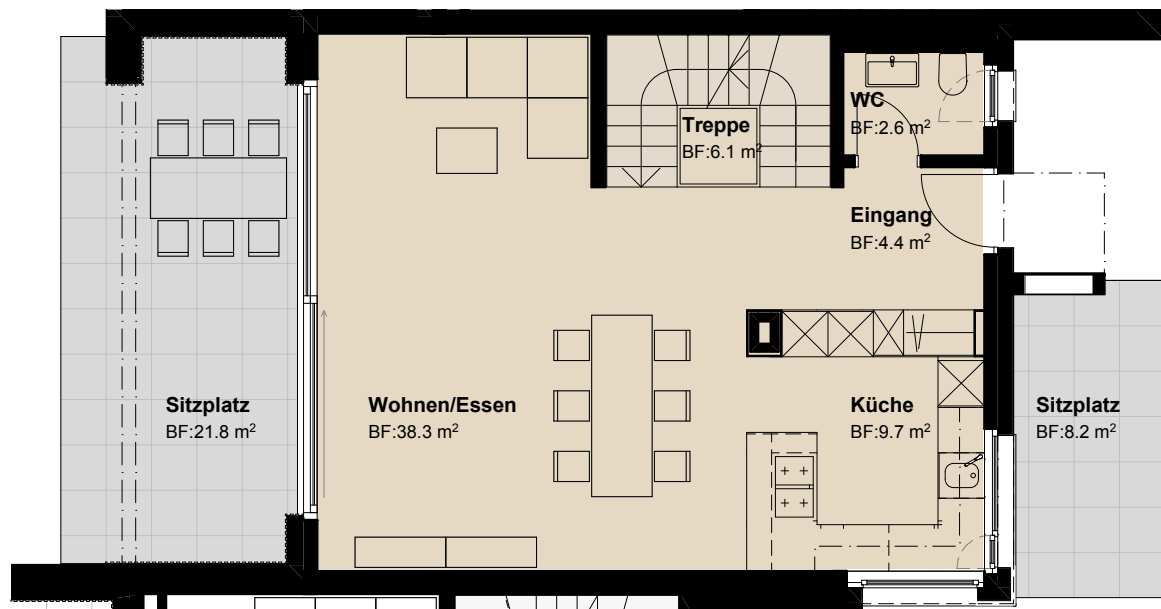 WC
BF:2.6 m²
Treppe
BF:6.1 m²
Eingang
BF:4.4 m²
Sitzplatz
BF:21.8 m²
Wohnen/Essen
BF:38.3 m²
Küche
BF:9.7 m²
Sitzplatz
BF:8.2 m²